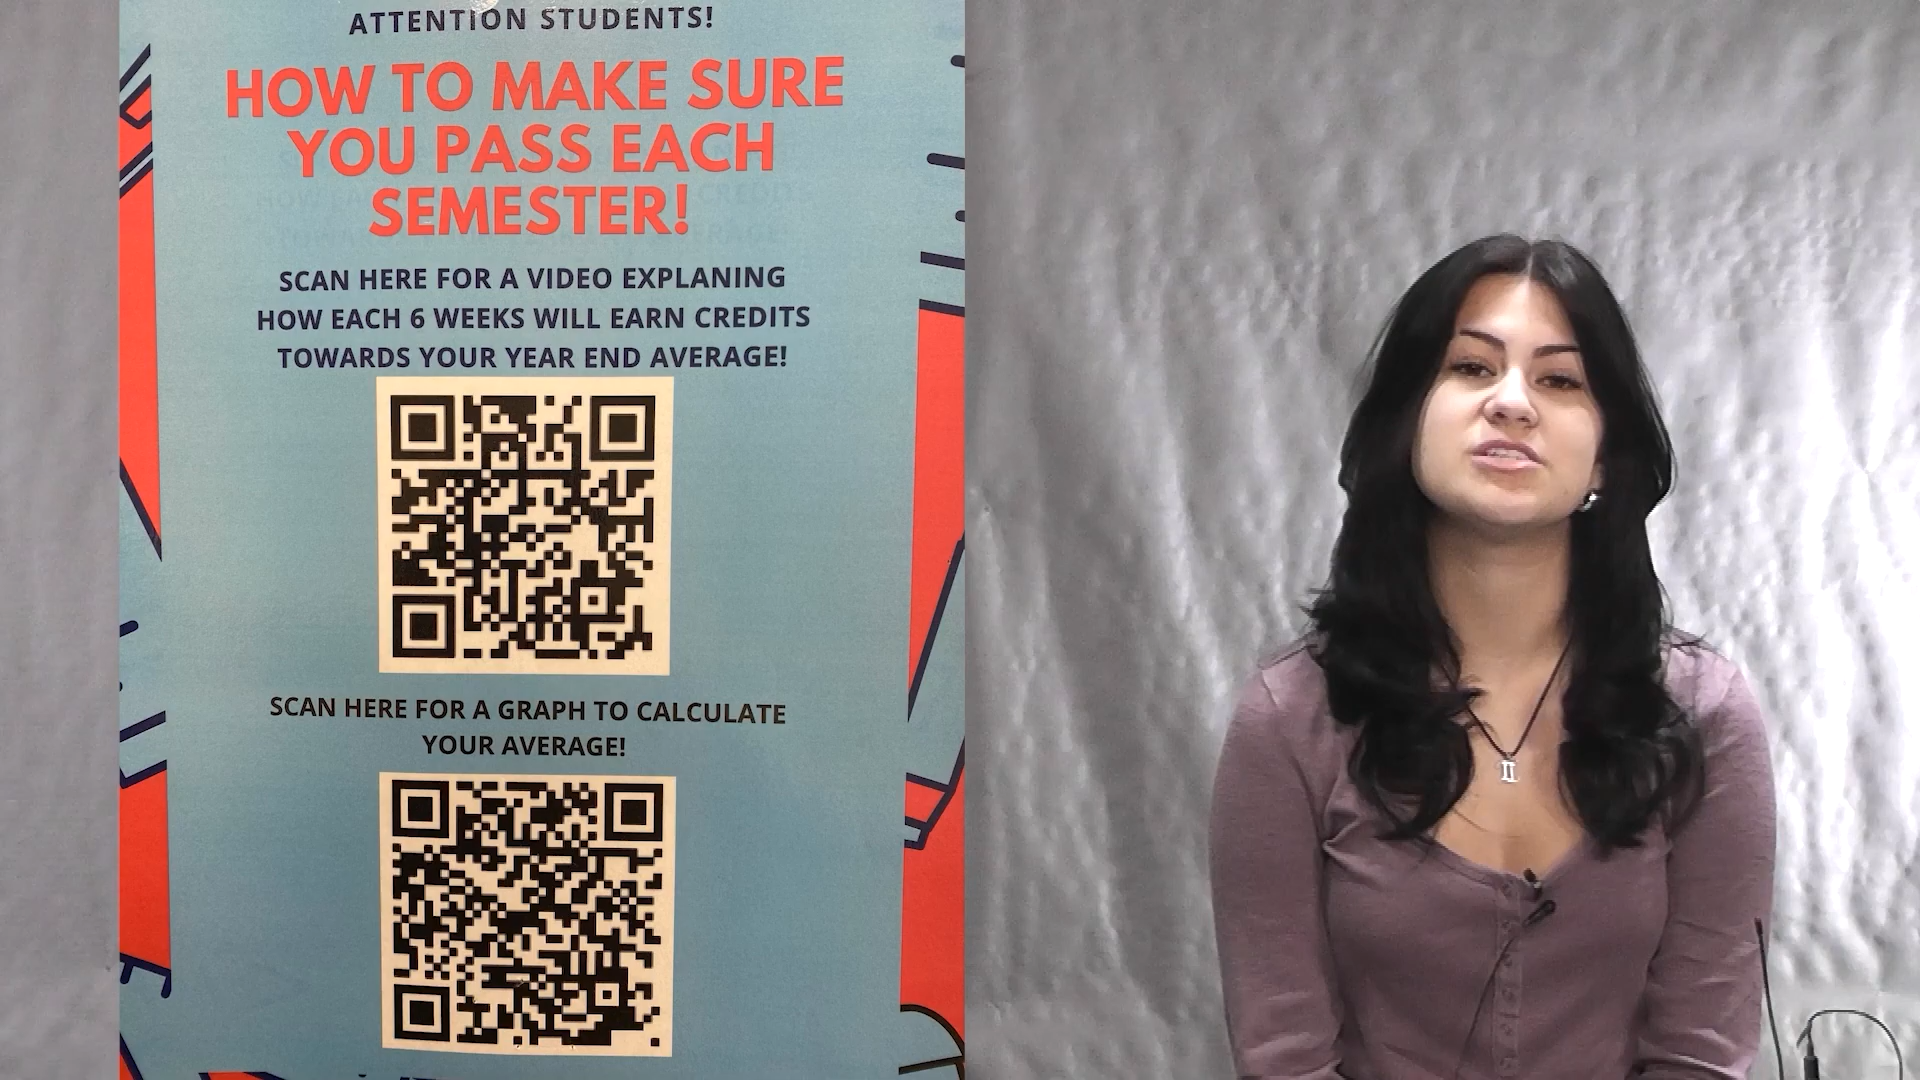 ATTENTION STUDENTS!
HOW TO MAKE SURE
YOU PASS EACH
SEMESTER!
SCAN HERE FOR A VIDEO EXPLANING
HOW EACH 6 WEEKS WILL EARN CREDITS
TOWARDS YOUR YEAR END AVERAGE!
SCAN HERE FOR A GRAPH TO CALCULATE
YOUR AVERAGE!